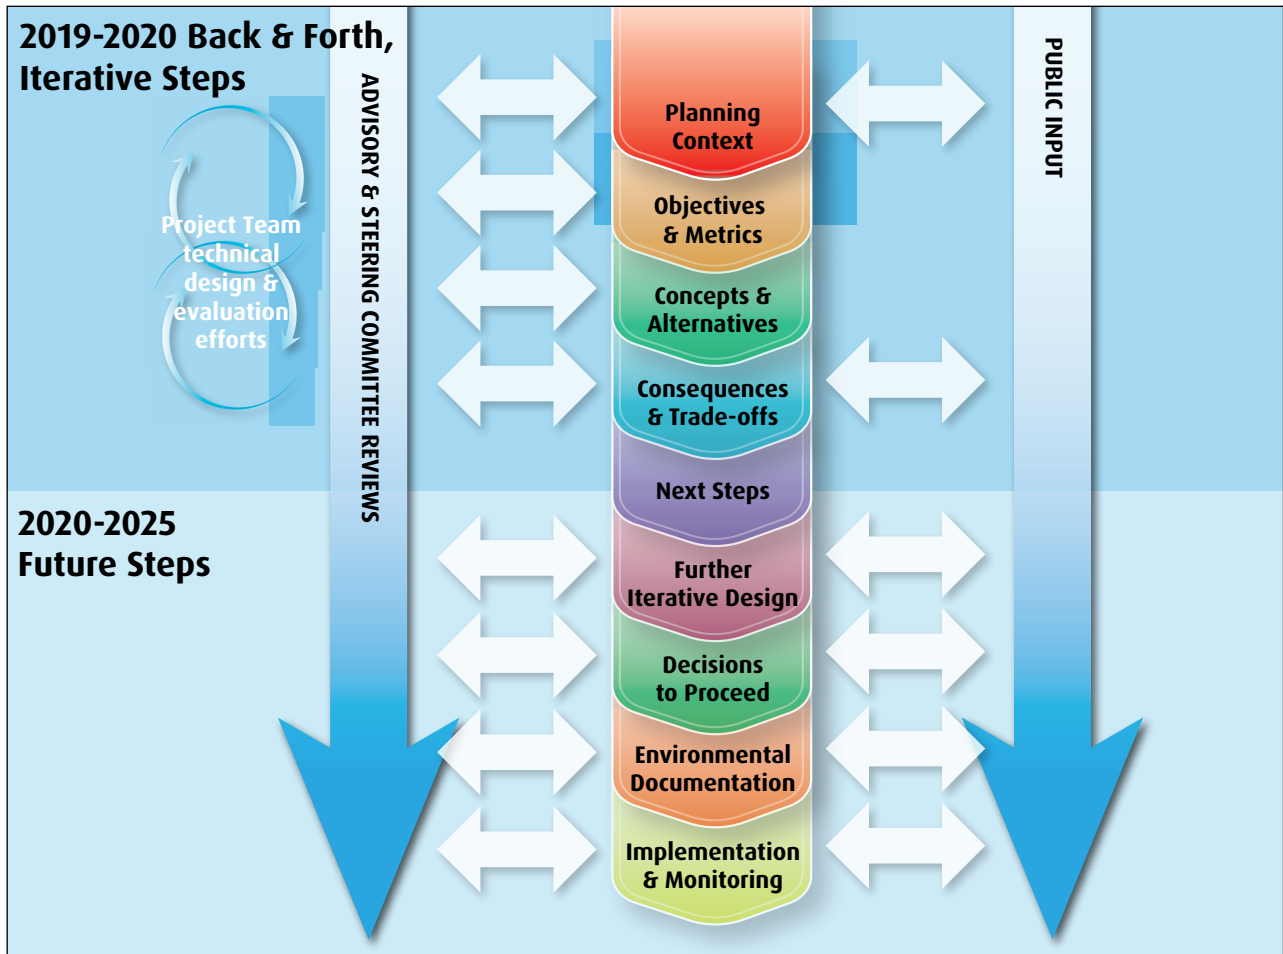 2019-2020 Back & Forth,
Iterative Steps
Project Team
technical
design &
evaluation
efforts
ADVISORY & STEERING COMMITTEE REVIEWS
Planning
Context
Objectives
& Metrics
Concepts &
Alternatives
Consequences
& Trade-offs
Next Steps
PUBLIC INPUT
2020-2025
Future Steps
Further
Iterative Design
Decisions
to Proceed
Environmental
Documentation
Implementation
& Monitoring